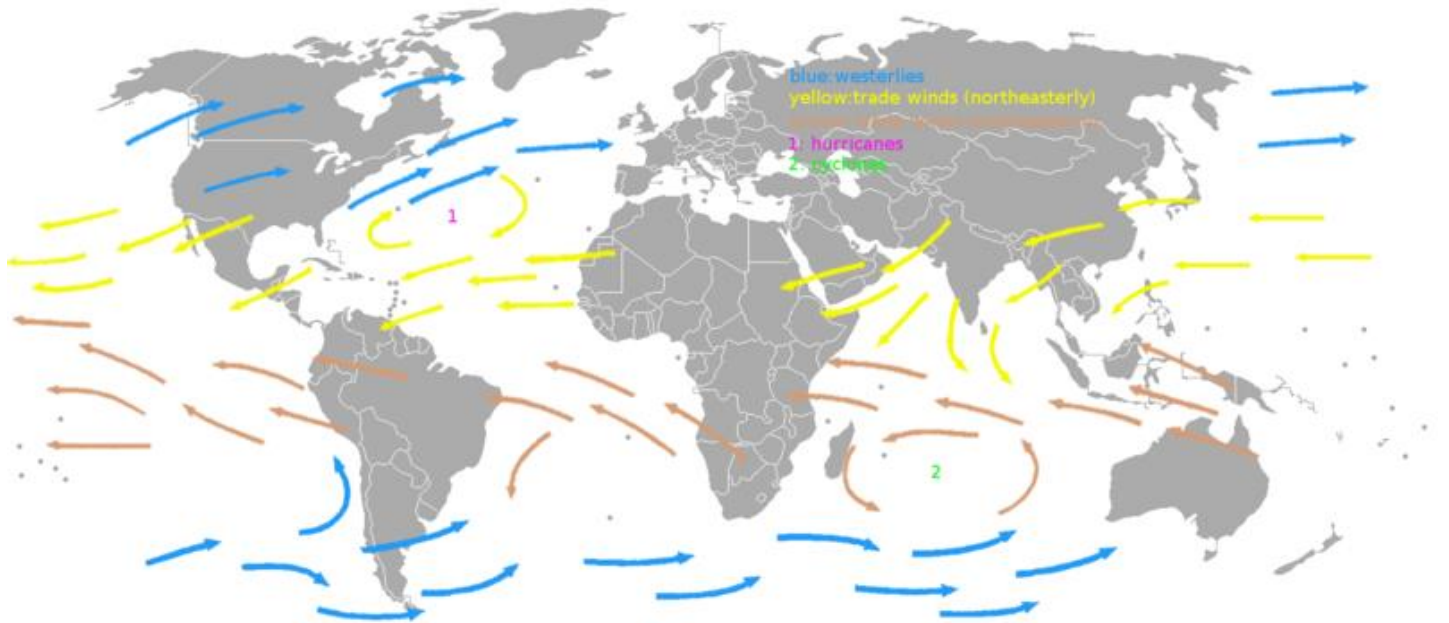 blue:westerlies
yellow:trade winds (northeasterly)
1: hurricanes
2: cyclones
1
2